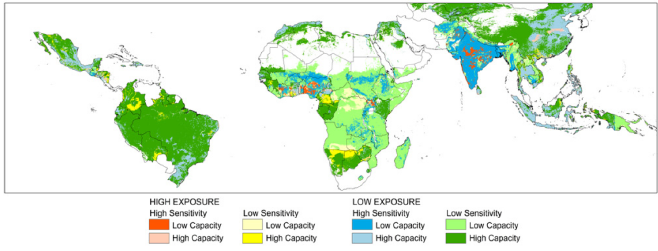 HIGH EXPOSURE LOW EXPOSURE
High Sensitivity Low Sensitivity High Sensitivity Low Sensitivity
Low Capacity Low Capacity Low Capacity Low Capacity
High Capacity High Capacity High Capacity High Capacity